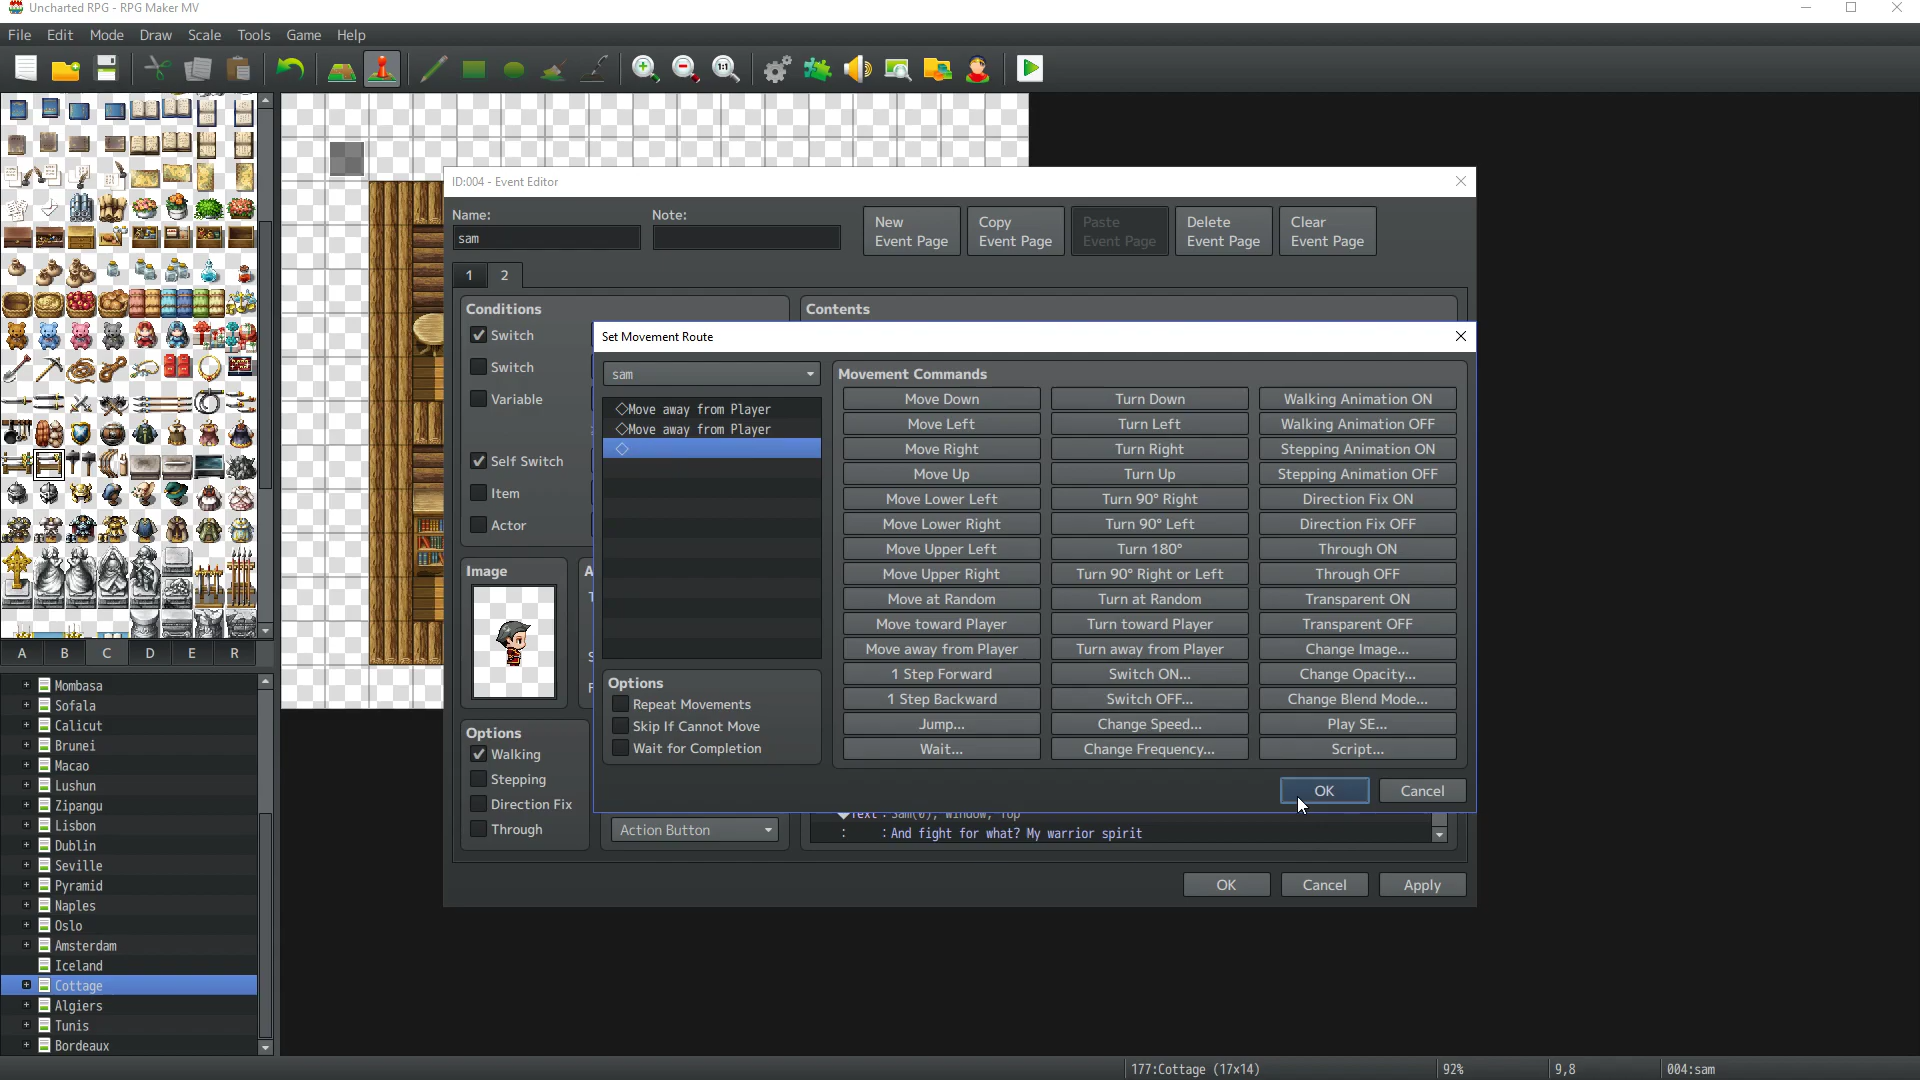 Uncharted RPG - RPG Maker MV
File Edit Mode Draw Scale Tools Game Help
1:1
ID:004 - Event Editor
Name:
Note:
sam
New Event Page
Copy Event Page
Paste Event Page
Delete Event Page
Clear Event Page
1 2
Conditions
Contents
Switch
Switch
Variable
Self Switch
Item
Actor
Image
Options
Walking
Stepping
Direction Fix
Through
Action Button
Set Movement Route
sam
◇Move away from Player
◇Move away from Player
◇
Options
Repeat Movements
Skip If Cannot Move
Wait for Completion
Movement Commands
Move Down Turn Down Walking Animation ON
Move Left Turn Left Walking Animation OFF
Move Right Turn Right Stepping Animation ON
Move Up Turn Up Stepping Animation OFF
Move Lower Left Turn 90° Right Direction Fix ON
Move Lower Right Turn 90° Left Direction Fix OFF
Move Upper Left Turn 180° Through ON
Move Upper Right Turn 90° Right or Left Through OFF
Move at Random Turn at Random Transparent ON
Move toward Player Turn toward Player Transparent OFF
Move away from Player Turn away from Player Change Image...
1 Step Forward Switch ON... Change Opacity...
1 Step Backward Switch OFF... Change Blend Mode...
Jump... Change Speed... Play SE...
Wait... Change Frequency... Script...
OK Cancel
Text : Sam(0), Window, Top
: : And fight for what? My warrior spirit
OK Cancel Apply
A B C D E R
Mombasa
Sofala
Calicut
Brunei
Macao
Lushun
Zipangu
Lisbon
Dublin
Seville
Pyramid
Naples
Oslo
Amsterdam
Iceland
Cottage
Algiers
Tunis
Bordeaux
177:Cottage (17x14) 92% 9,8 004:sam